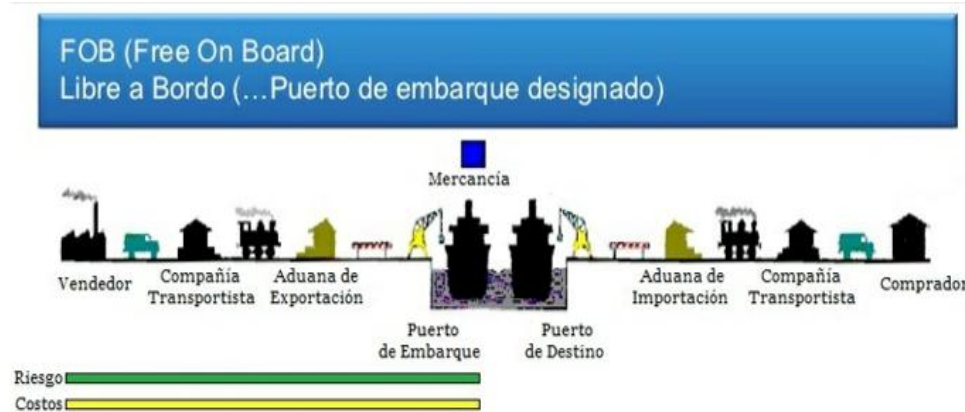 FOB (Free On Board)
Libre a Bordo (...Puerto de embarque designado)
Mercancía
Vendedor
Compañía
Transportista
Aduana de
Exportación
Aduana de
Importación
Compañía
Transportista
Comprador
Puerto
de Embarque
Puerto
de Destino
Riesgo
Costos